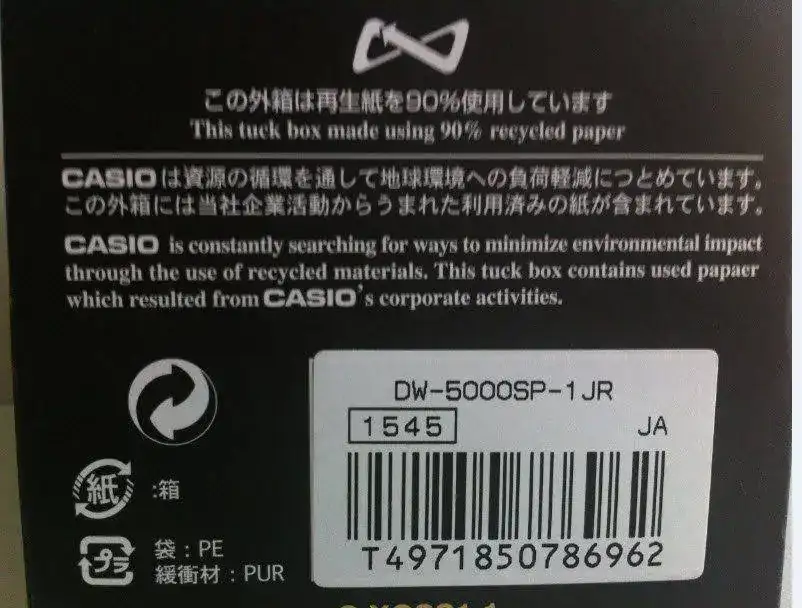 この外箱は再生紙を90%使用しています
This tuck box made using 90% recycled paper
CASIOは資源の循環を通して地球環境への負荷軽減につとめています。
この外箱には当社企業活動からうまれた利用済みの紙が含まれています。
CASIO is constantly searching for ways to minimize environmental impact
through the use of recycled materials. This tuck box contains used papaer
which resulted from CASIO's corporate activities.
DW-5000SP-1JR
1545 JA
T4971850786962
紙 :箱
プラ 袋：PE
緩衝材：PUR